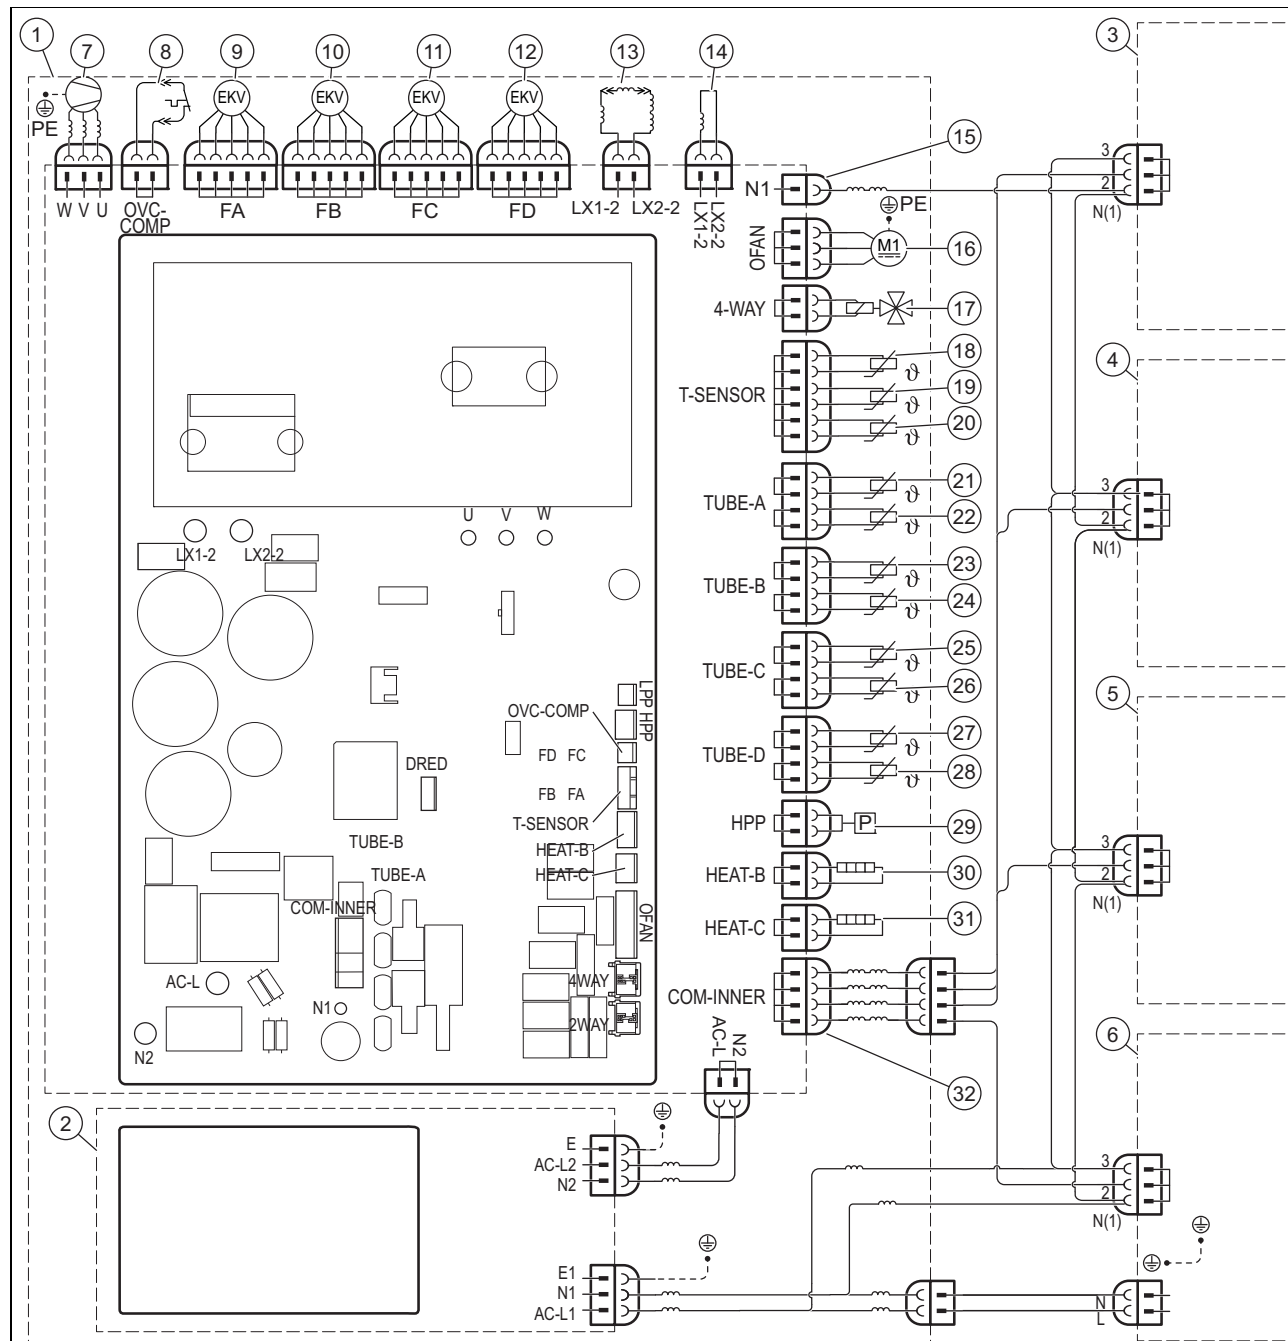 1
7
8
9
10
11
12
13
14
3
PE
EKV
EKV
EKV
EKV
W V U
OVC-COMP
FA
FB
FC
FD
LX1-2
LX2-2
LX1-2
LX2-2
N1
15
3
2
N(1)
PE
OFAN
M1
16
4-WAY
17
4
T-SENSOR
18
ϑ
19
ϑ
20
ϑ
TUBE-A
21
ϑ
22
ϑ
3
2
N(1)
U
V
W
LX1-2
LX2-2
TUBE-B
23
ϑ
24
ϑ
TUBE-C
25
ϑ
26
ϑ
5
LPP
HPP
OVC-COMP
FD FC
DRED
FB FA
T-SENSOR
TUBE-B
HEAT-B
TUBE-A
HEAT-C
COM-INNER
OFAN
AC-L
4WAY
N1
2WAY
N2
TUBE-D
27
ϑ
28
ϑ
HPP
P
29
HEAT-B
30
HEAT-C
31
3
2
N(1)
COM-INNER
AC-L
N2
32
6
2
E
AC-L2
N2
3
2
N(1)
E1
N1
AC-L1
N
L